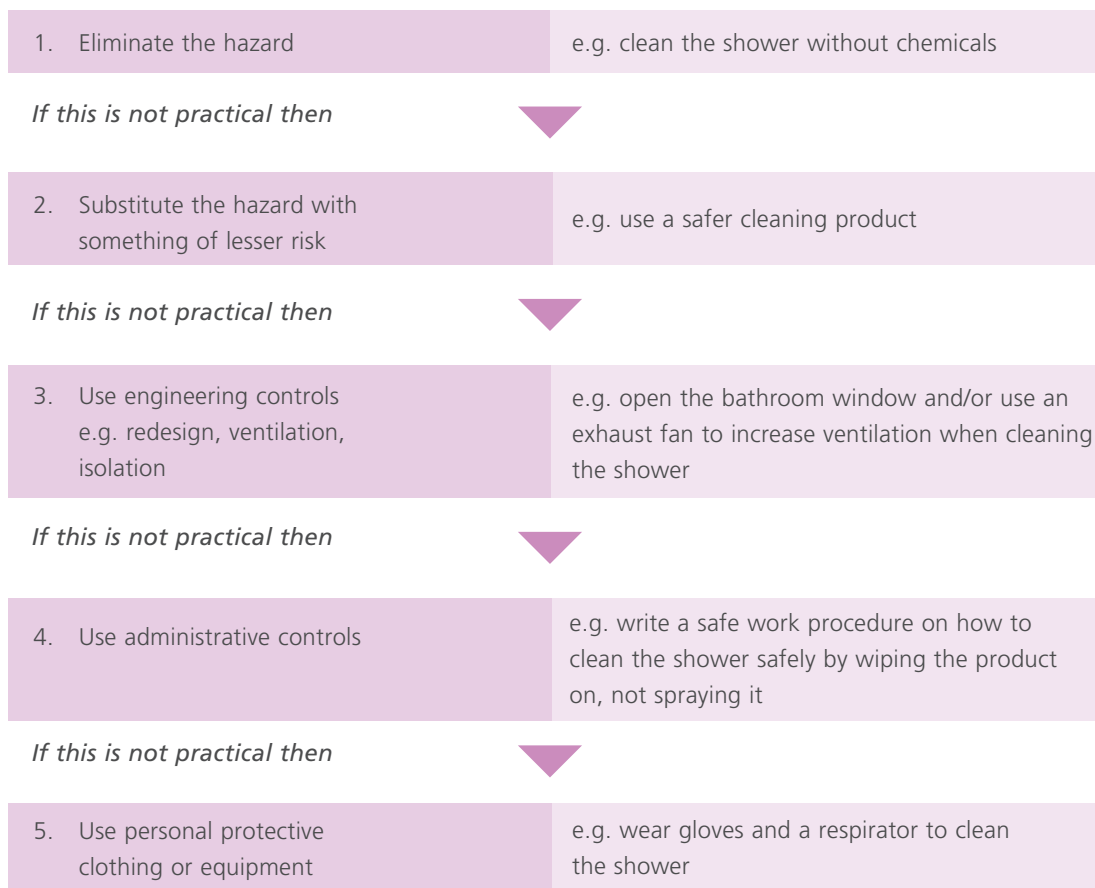 1. Eliminate the hazard
e.g. clean the shower without chemicals
If this is not practical then
2. Substitute the hazard with
something of lesser risk
e.g. use a safer cleaning product
If this is not practical then
3. Use engineering controls
e.g. redesign, ventilation,
isolation
e.g. open the bathroom window and/or use an
exhaust fan to increase ventilation when cleaning
the shower
If this is not practical then
4. Use administrative controls
e.g. write a safe work procedure on how to
clean the shower safely by wiping the product
on, not spraying it
If this is not practical then
5. Use personal protective
clothing or equipment
e.g. wear gloves and a respirator to clean
the shower